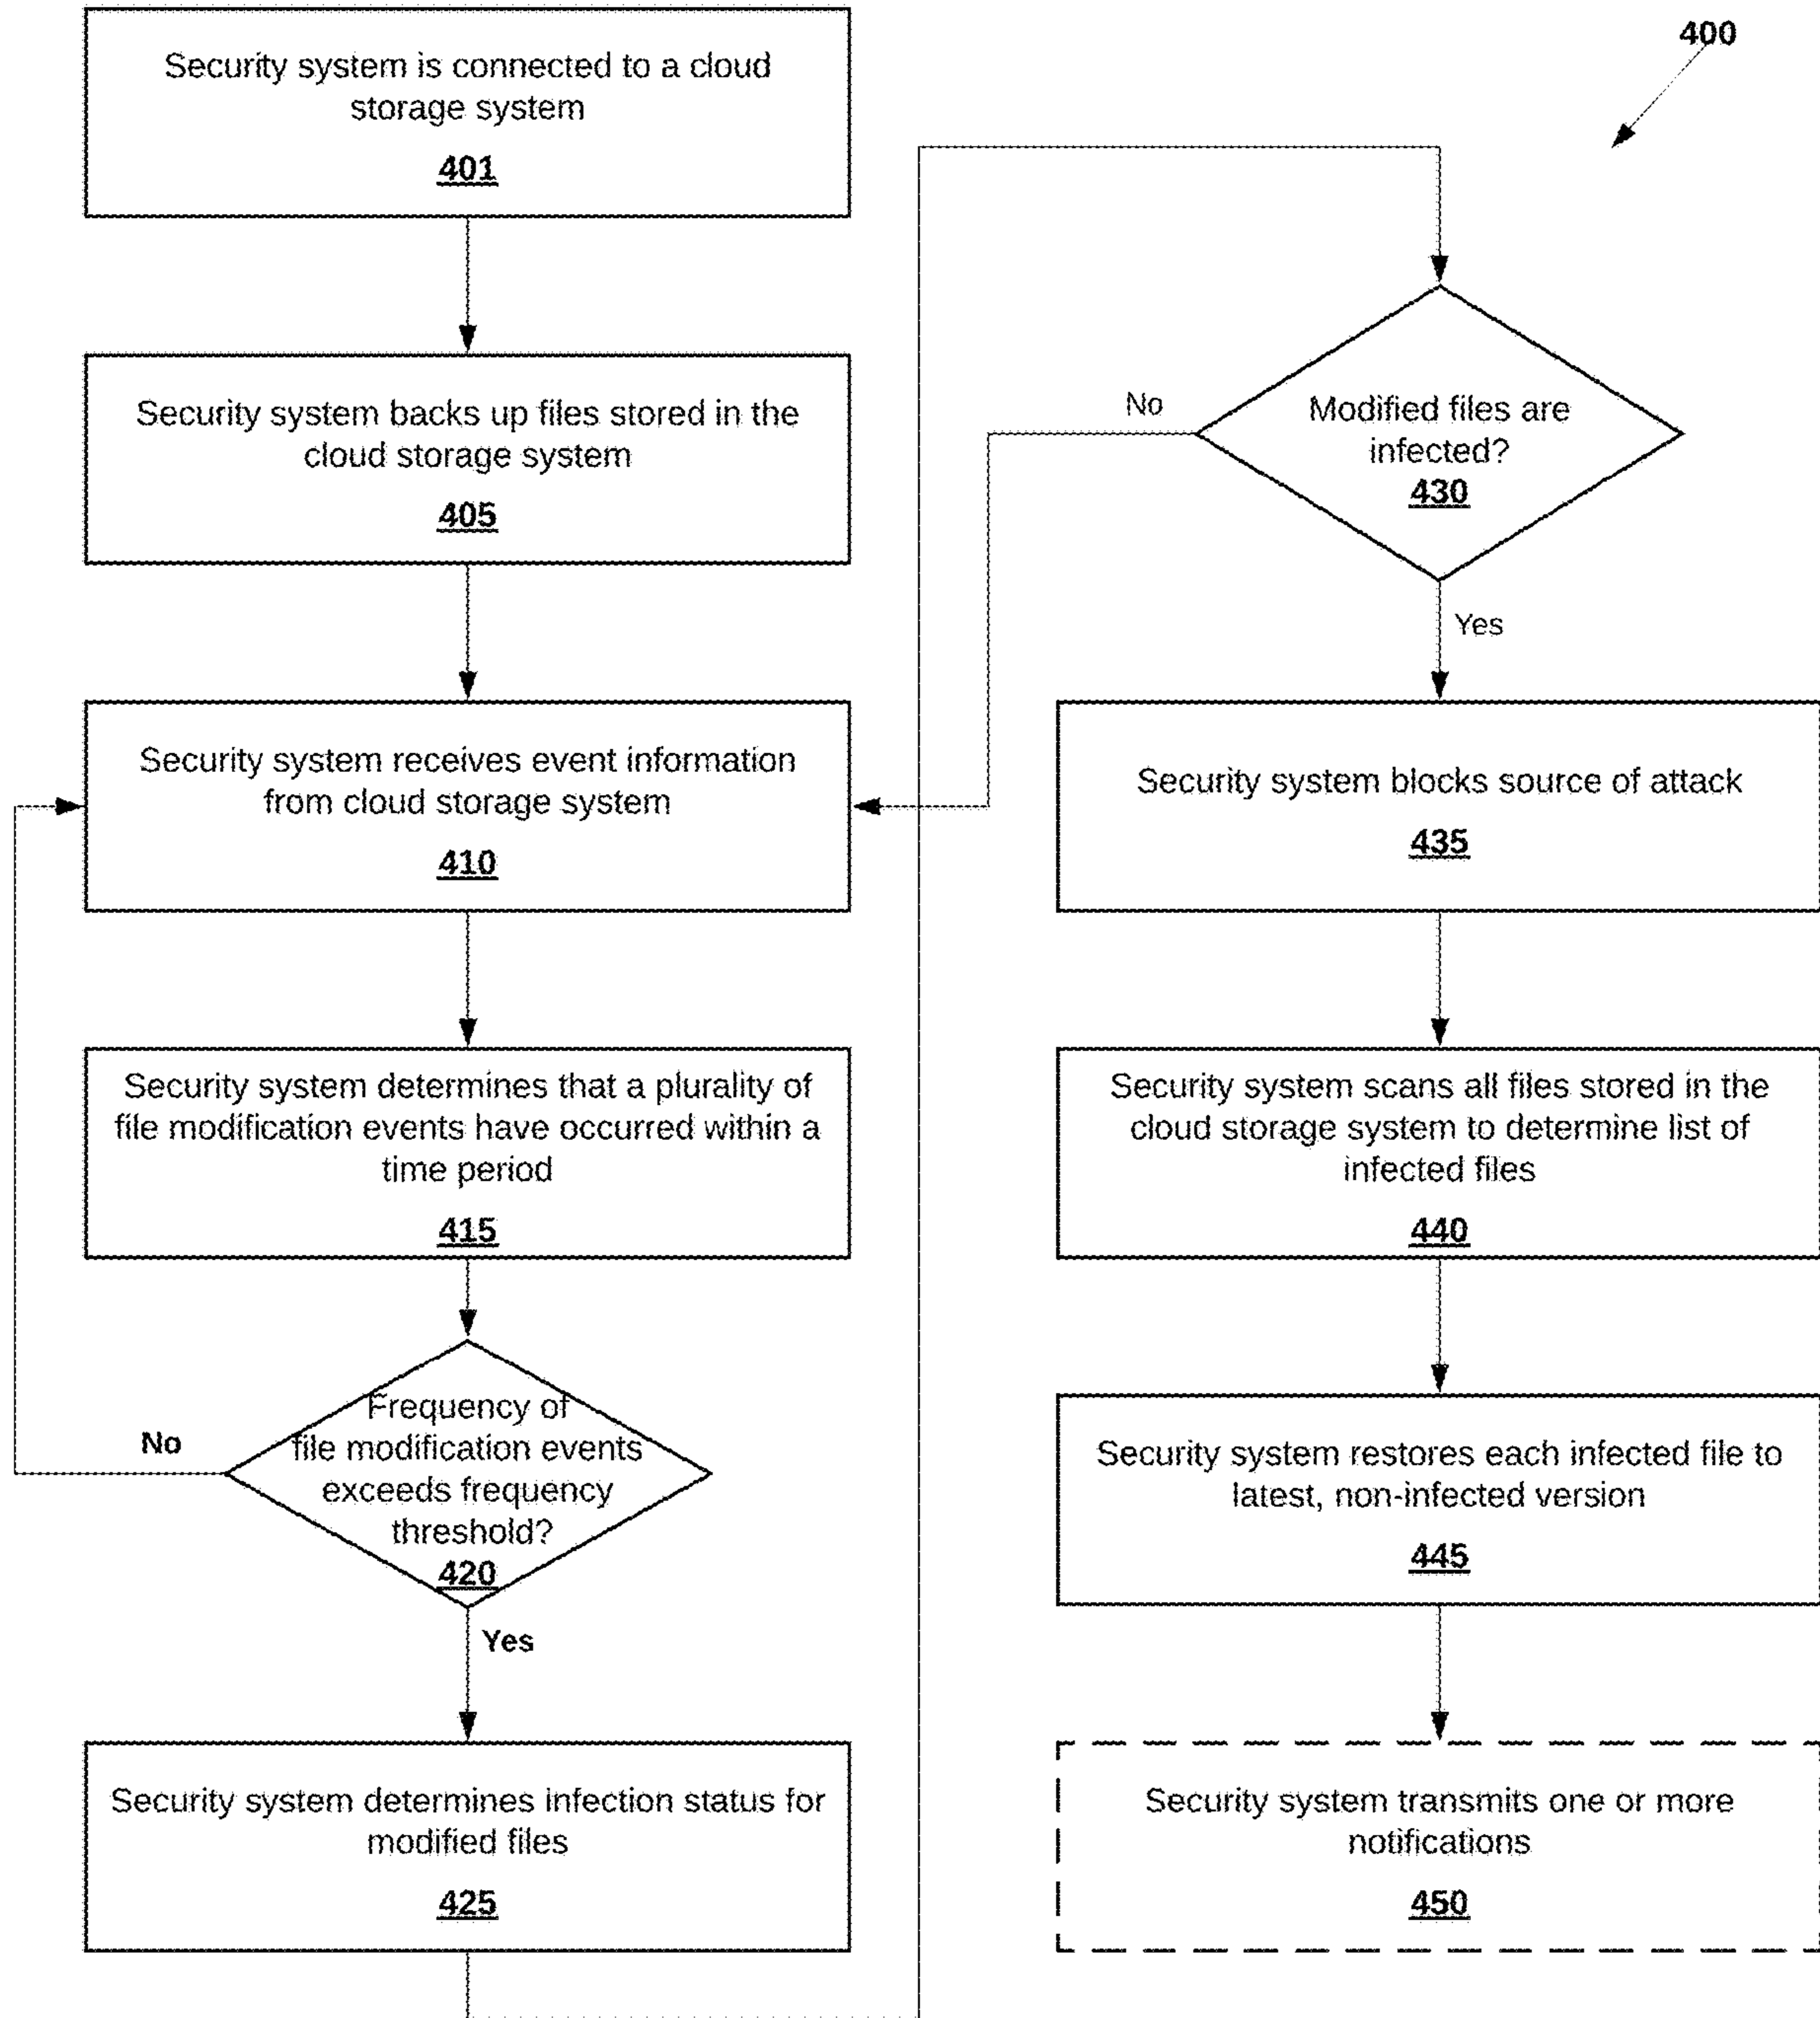 Security system is connected to a cloud
storage system
401
Security system backs up files stored in the
cloud storage system
405
Security system receives event information
from cloud storage system
410
Security system determines that a plurality of
file modification events have occurred within a
time period
415
Frequency of
file modification events
exceeds frequency
threshold?
420
No
Yes
Security system determines infection status for
modified files
425
400
Modified files are
infected?
430
No
Yes
Security system blocks source of attack
435
Security system scans all files stored in the
cloud storage system to determine list of
infected files
440
Security system restores each infected file to
latest, non-infected version
445
Security system transmits one or more
notifications
450